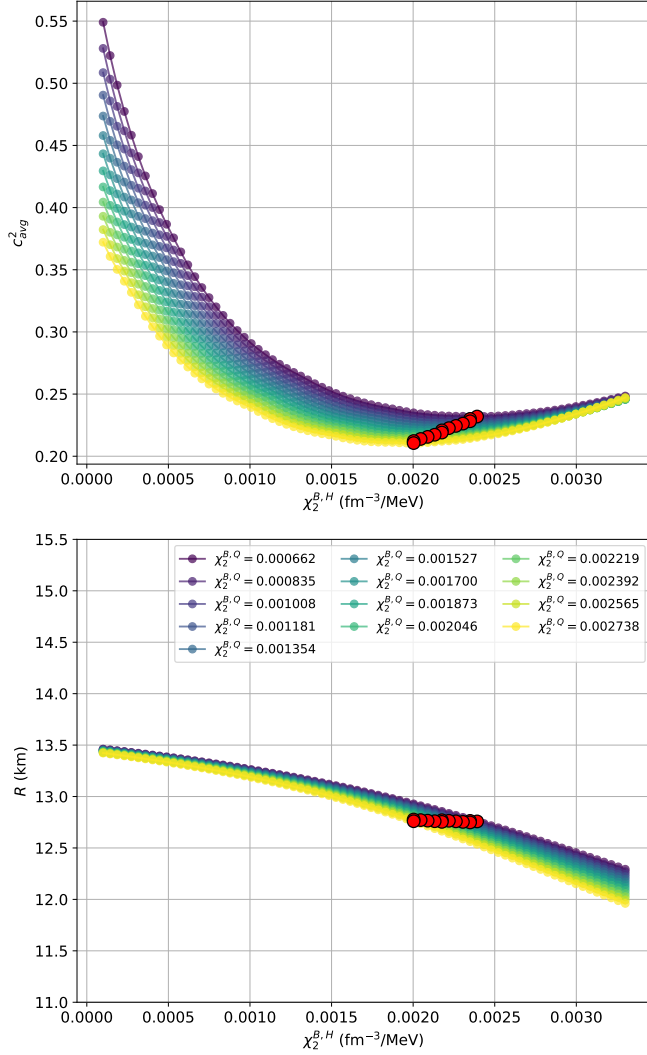 0.55
0.50
0.45
0.40
0.35
0.30
0.25
0.20
c²avg
0.0000 0.0005 0.0010 0.0015 0.0020 0.0025 0.0030
χ₂^{B,H} (fm⁻³/MeV)
15.5
15.0
14.5
14.0
13.5
13.0
12.5
12.0
11.5
11.0
R (km)
χ₂^{B,Q} = 0.000662
χ₂^{B,Q} = 0.000835
χ₂^{B,Q} = 0.001008
χ₂^{B,Q} = 0.001181
χ₂^{B,Q} = 0.001354
χ₂^{B,Q} = 0.001527
χ₂^{B,Q} = 0.001700
χ₂^{B,Q} = 0.001873
χ₂^{B,Q} = 0.002046
χ₂^{B,Q} = 0.002219
χ₂^{B,Q} = 0.002392
χ₂^{B,Q} = 0.002565
χ₂^{B,Q} = 0.002738
0.0000 0.0005 0.0010 0.0015 0.0020 0.0025 0.0030
χ₂^{B,H} (fm⁻³/MeV)